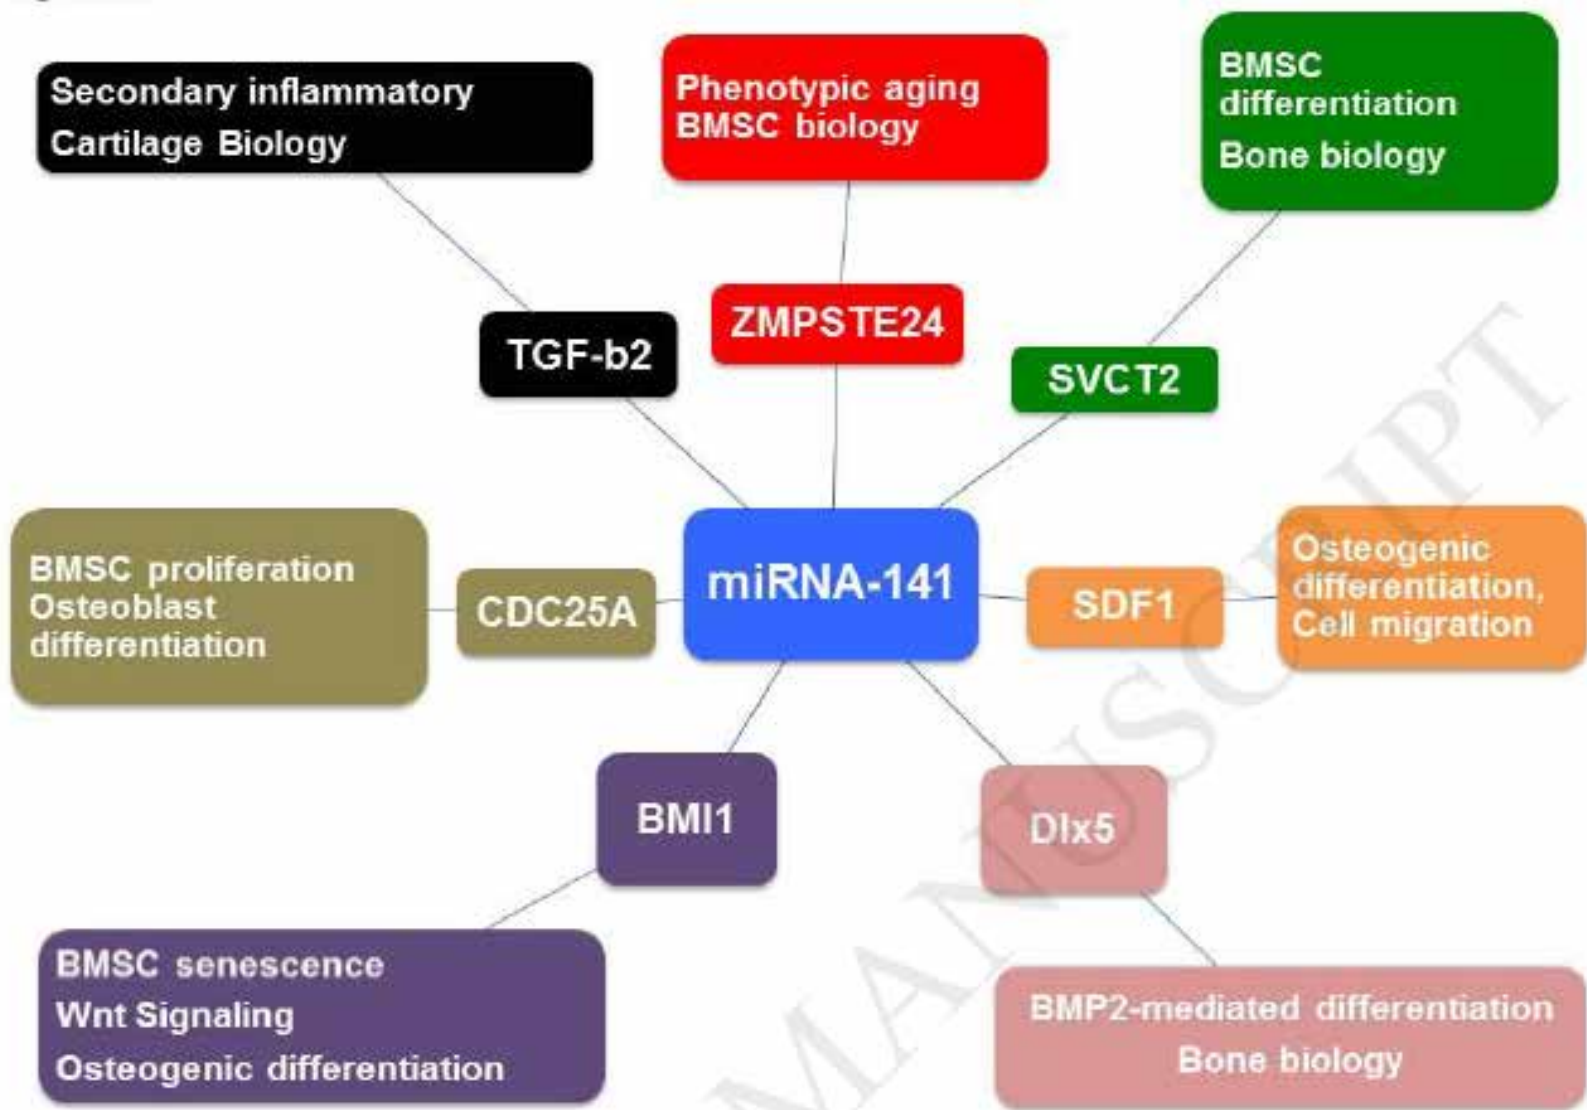 Secondary inflammatory
Cartilage Biology
Phenotypic aging
BMSC biology
BMSC
differentiation
Bone biology
TGF-b2
ZMPSTE24
SVCT2
BMSC proliferation
Osteoblast
differentiation
CDC25A
miRNA-141
SDF1
Osteogenic
differentiation,
Cell migration
BMI1
Dlx5
BMSC senescence
Wnt Signaling
Osteogenic differentiation
BMP2-mediated differentiation
Bone biology
MANUSCRIPT